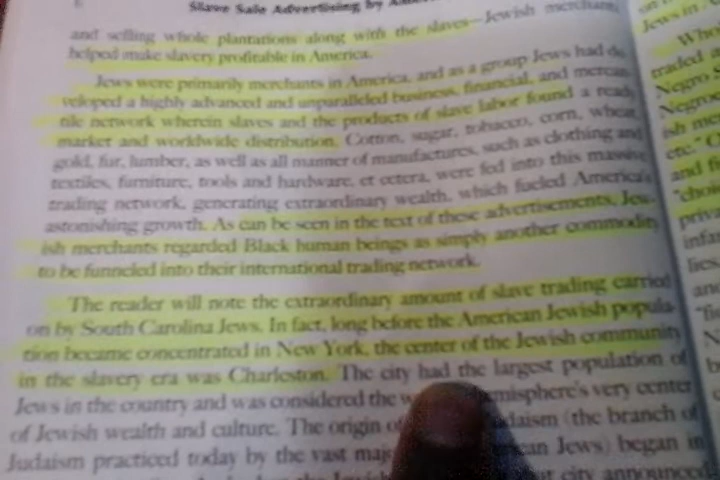 Slave Sale Advertising by
and selling whole plantations along with the slaves—Jewish merchants
helped make slavery profitable in America.
Jews were primarily merchants in America, and as a group Jews had de-
veloped a highly advanced and unparalleled business, financial, and mercan-
tile network wherein slaves and the products of slave labor found a ready
market and worldwide distribution. Cotton, sugar, tobacco, corn, wheat,
gold, fur, lumber, as well as all manner of manufactures, such as clothing and
textiles, furniture, tools and hardware, et cetera, were fed into this massive
trading network, generating extraordinary wealth, which fueled America's
astonishing growth. As can be seen in the text of these advertisements, Jew-
ish merchants regarded Black human beings as simply another commodity
to be funneled into their international trading network.
The reader will note the extraordinary amount of slave trading carried
on by South Carolina Jews. In fact, long before the American Jewish popula-
tion became concentrated in New York, the center of the Jewish community
in the slavery era was Charleston. The city had the largest population of
Jews in the country and was considered the hemisphere's very center
of Jewish wealth and culture. The origin of Judaism (the branch of
Judaism practiced today by the vast Jews) began in
city announced
Jews in
traded
Negro